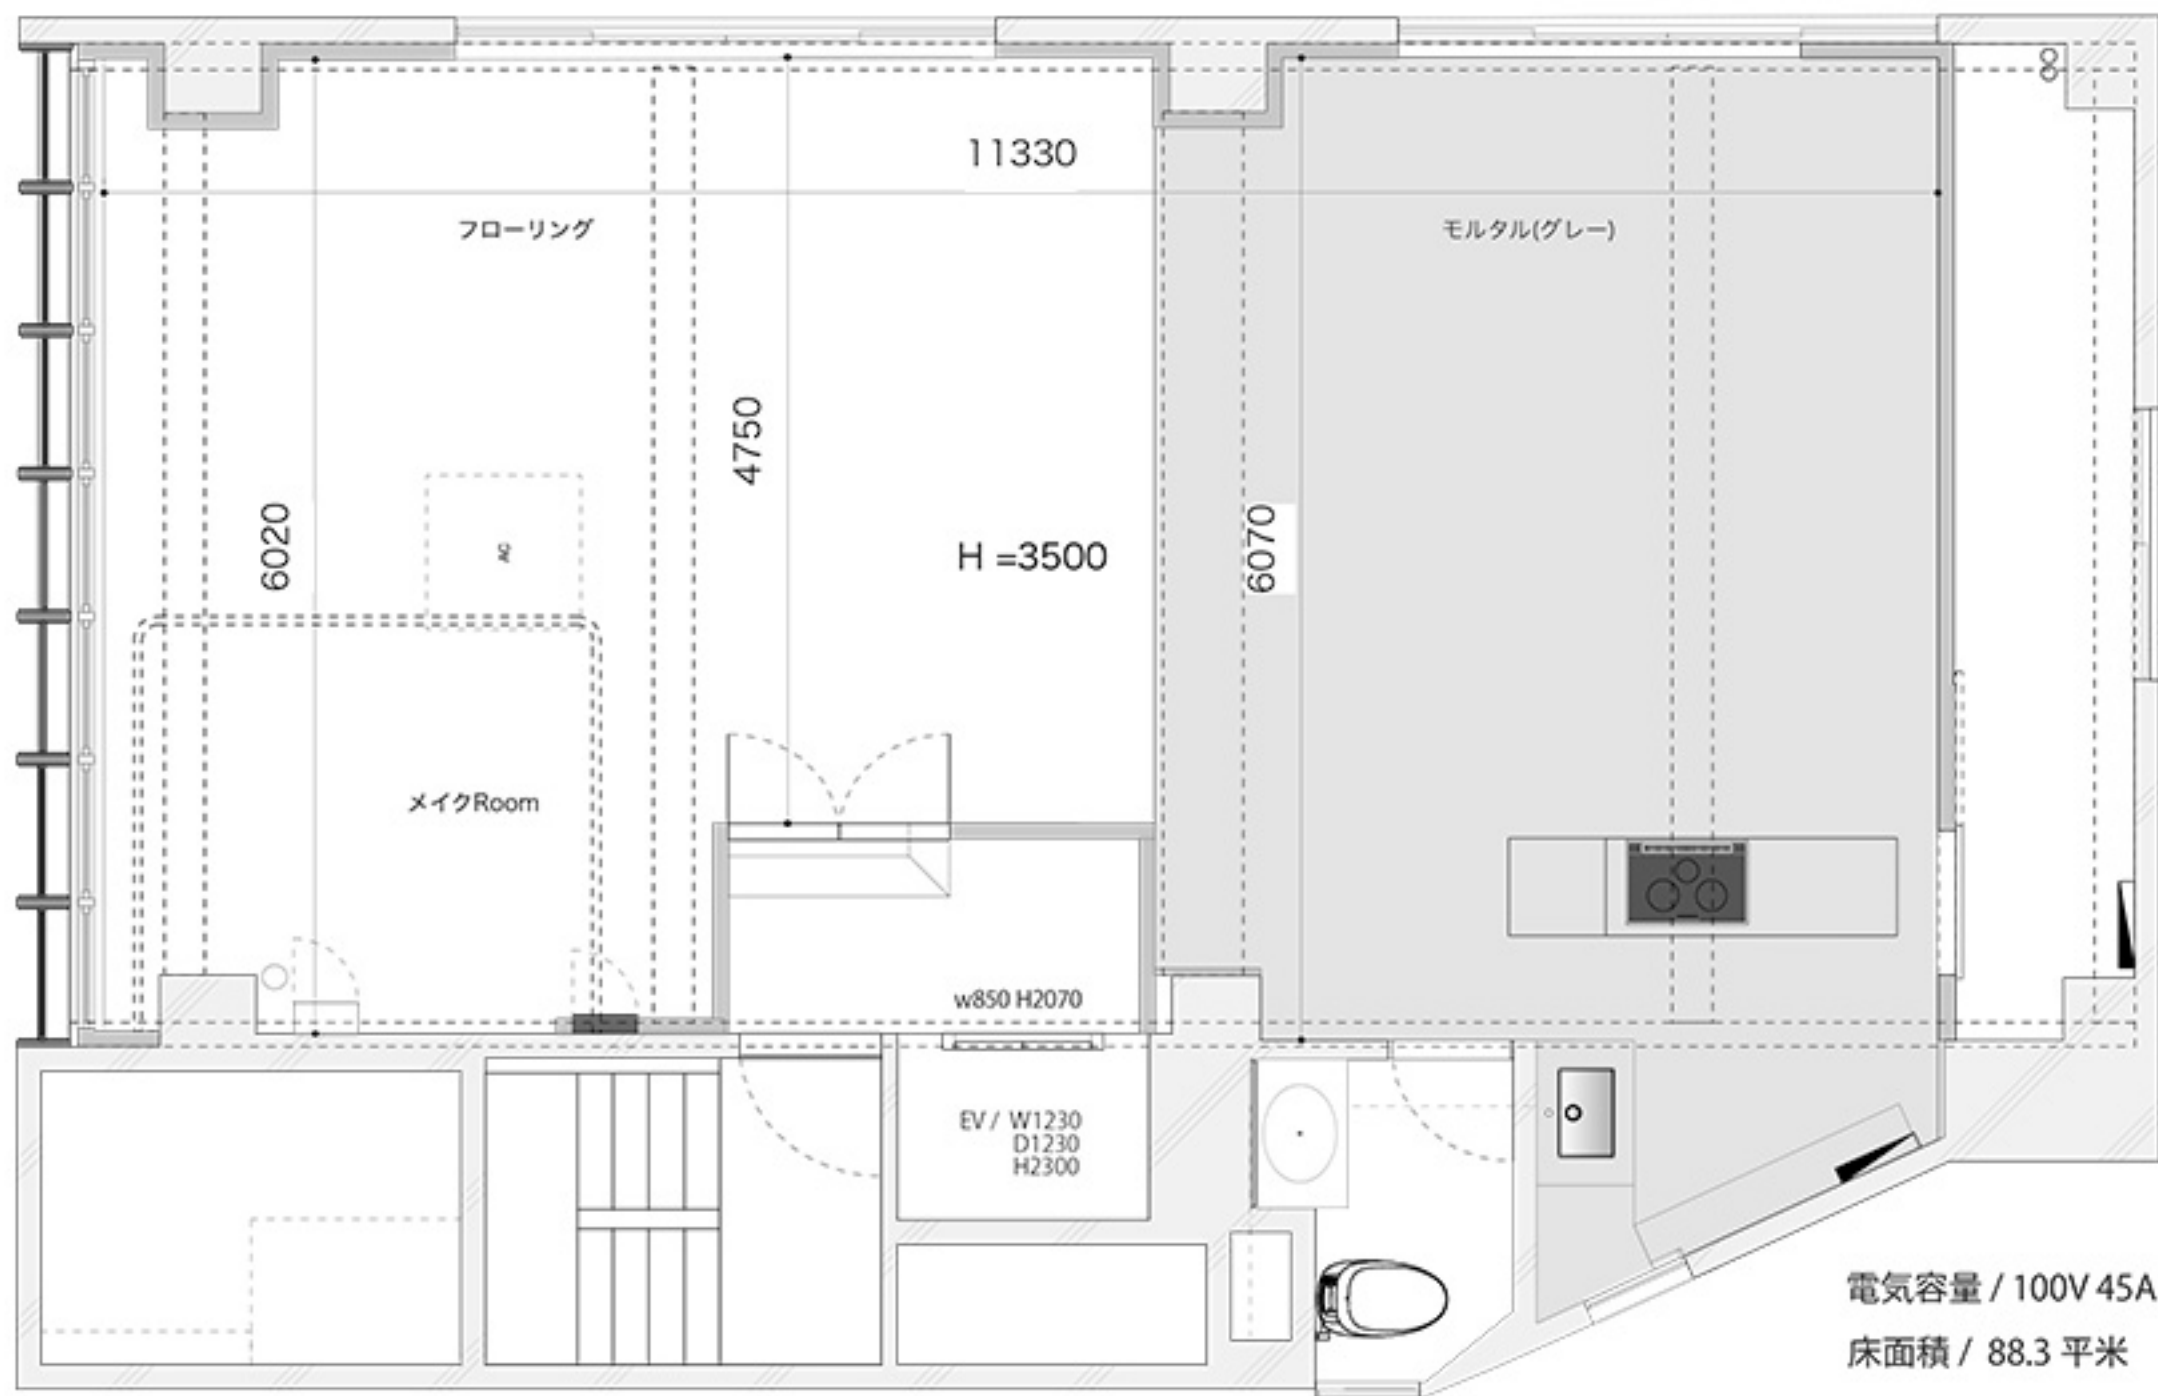 11330
フローリング
モルタル(グレー)
4750
6020
AC
H =3500
6070
メイクRoom
w850 H2070
EV / W1230
D1230
H2300
電気容量 / 100V 45A
床面積 / 88.3 平米